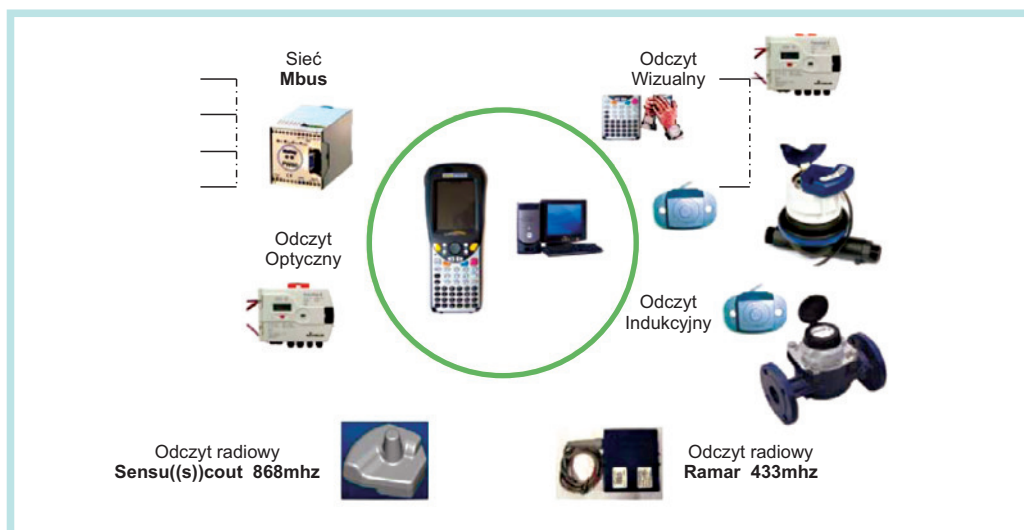 Sieć
Mbus
Odczyt
Wizualny
Odczyt
Optyczny
Odczyt
Indukcyjny
Odczyt radiowy
Sensu((s))cout 868mhz
Odczyt radiowy
Ramar 433mhz